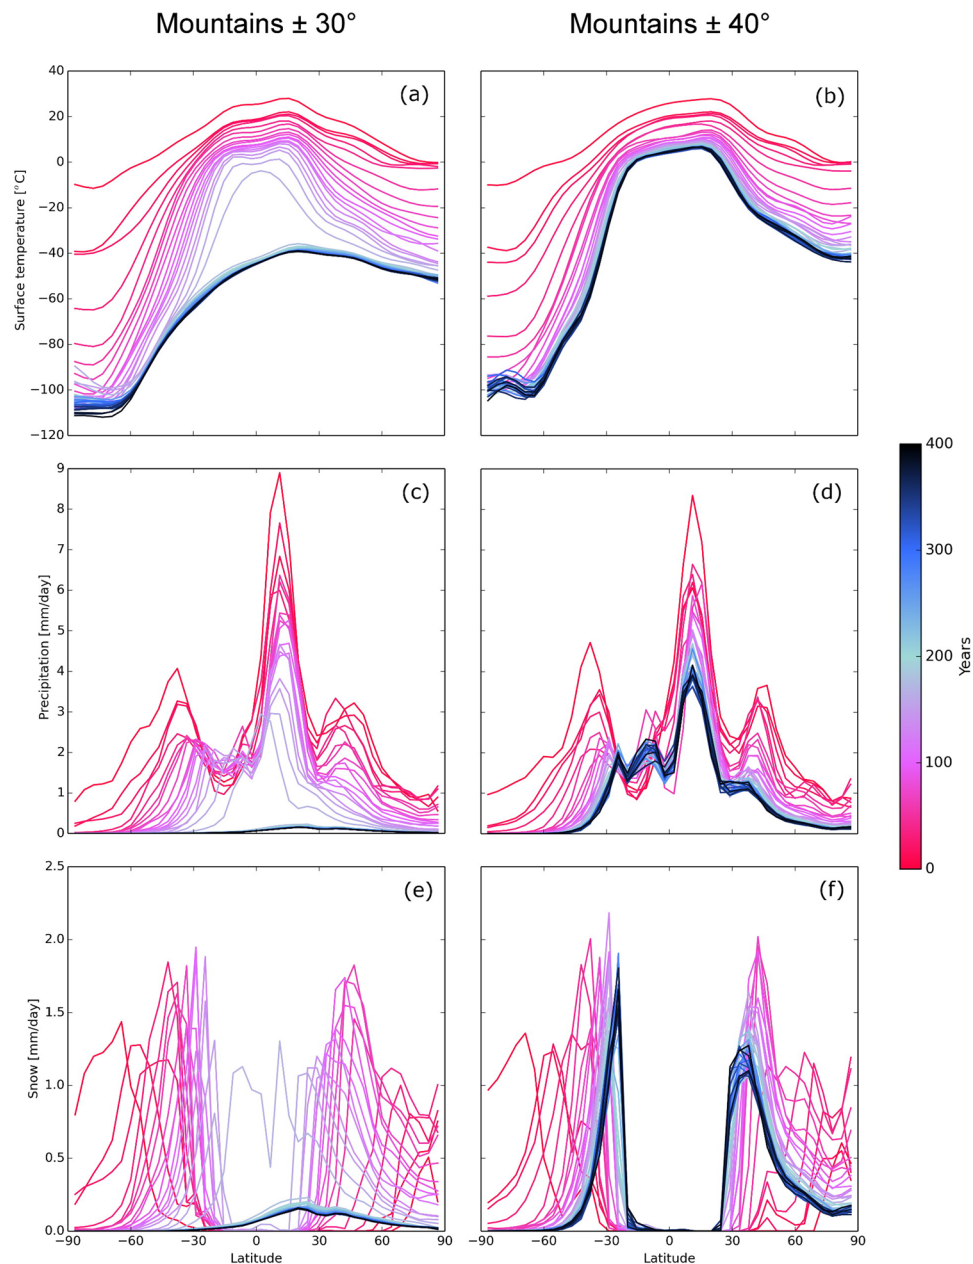 Mountains ± 30°
Mountains ± 40°
(a)
40
20
0
−20
−40
−60
−80
−100
−120
Surface temperature [°C]
(b)
(c)
9
8
7
6
5
4
3
2
1
0
Precipitation [mm/day]
(d)
400
300
200
100
0
Years
(e)
2.5
2.0
1.5
1.0
0.5
0.0
Snow [mm/day]
−90 −60 −30 0 30 60
Latitude
(f)
−90 −60 −30 0 30 60 90
Latitude